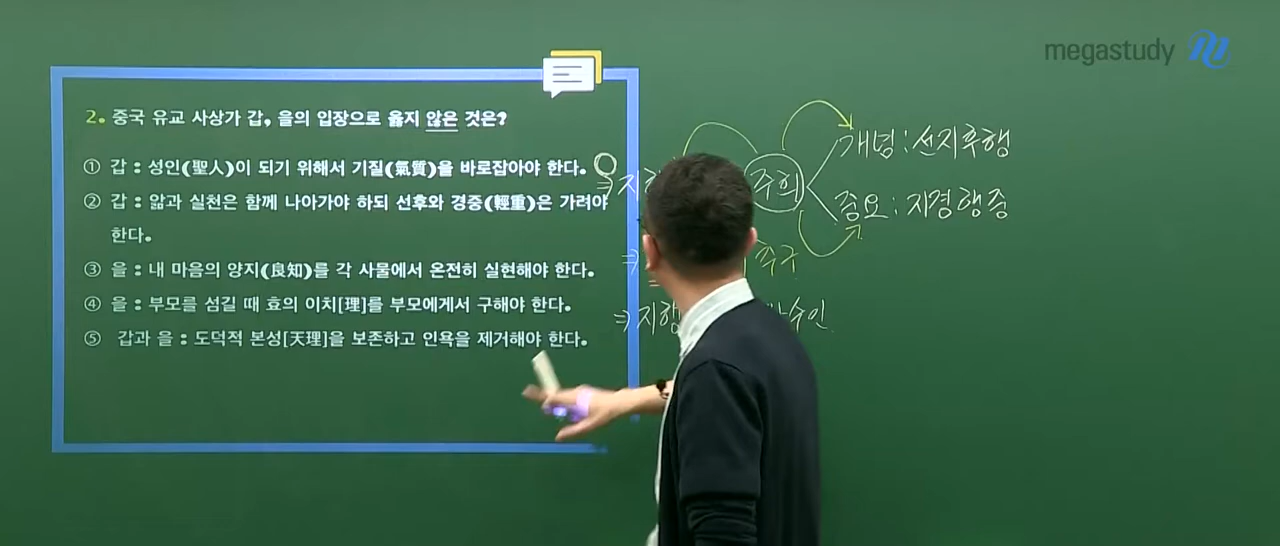 megastudy
2. 중국 유교 사상가 갑, 을의 입장으로 옳지 않은 것은?
① 갑 : 성인(聖人)이 되기 위해서 기질(氣質)을 바로잡아야 한다.
② 갑 : 앎과 실천은 함께 나아가야 하되 선후와 경중(輕重)은 가려야
한다.
③ 을 : 내 마음의 양지(良知)를 각 사물에서 온전히 실현해야 한다.
④ 을 : 부모를 섬길 때 효의 이치[理]를 부모에게서 구해야 한다.
⑤ 갑과 을 : 도덕적 본성[天理]을 보존하고 인욕을 제거해야 한다.
주희
개념 : 선지후행
중요 : 지경행중
⇒ 지행